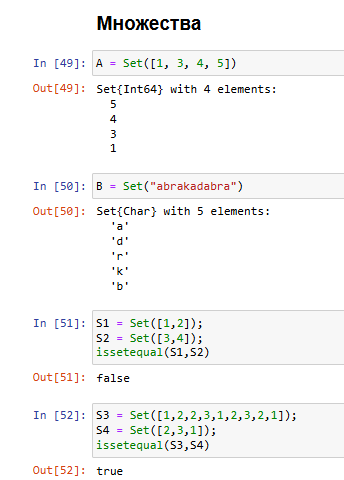 Множества
In [49]: A = Set([1, 3, 4, 5])
Out[49]: Set{Int64} with 4 elements:
5
4
3
1
In [50]: B = Set("abrakadabra")
Out[50]: Set{Char} with 5 elements:
'a'
'd'
'r'
'k'
'b'
In [51]: S1 = Set([1,2]);
S2 = Set([3,4]);
issetequal(S1,S2)
Out[51]: false
In [52]: S3 = Set([1,2,2,3,1,2,3,2,1]);
S4 = Set([2,3,1]);
issetequal(S3,S4)
Out[52]: true